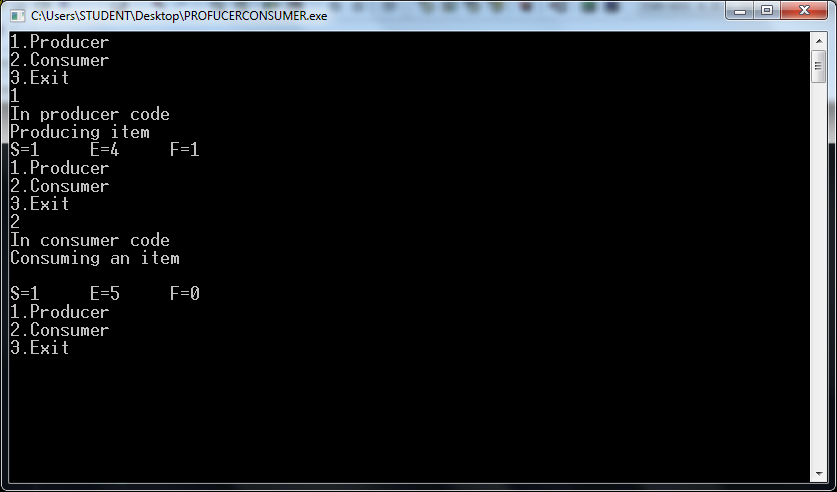 C:\Users\STUDENT\Desktop\PROFUCERCONSUMER.exe
1.Producer
2.Consumer
3.Exit
1
In producer code
Producing item
S=1     E=4     F=1
1.Producer
2.Consumer
3.Exit
2
In consumer code
Consuming an item
S=1     E=5     F=0
1.Producer
2.Consumer
3.Exit